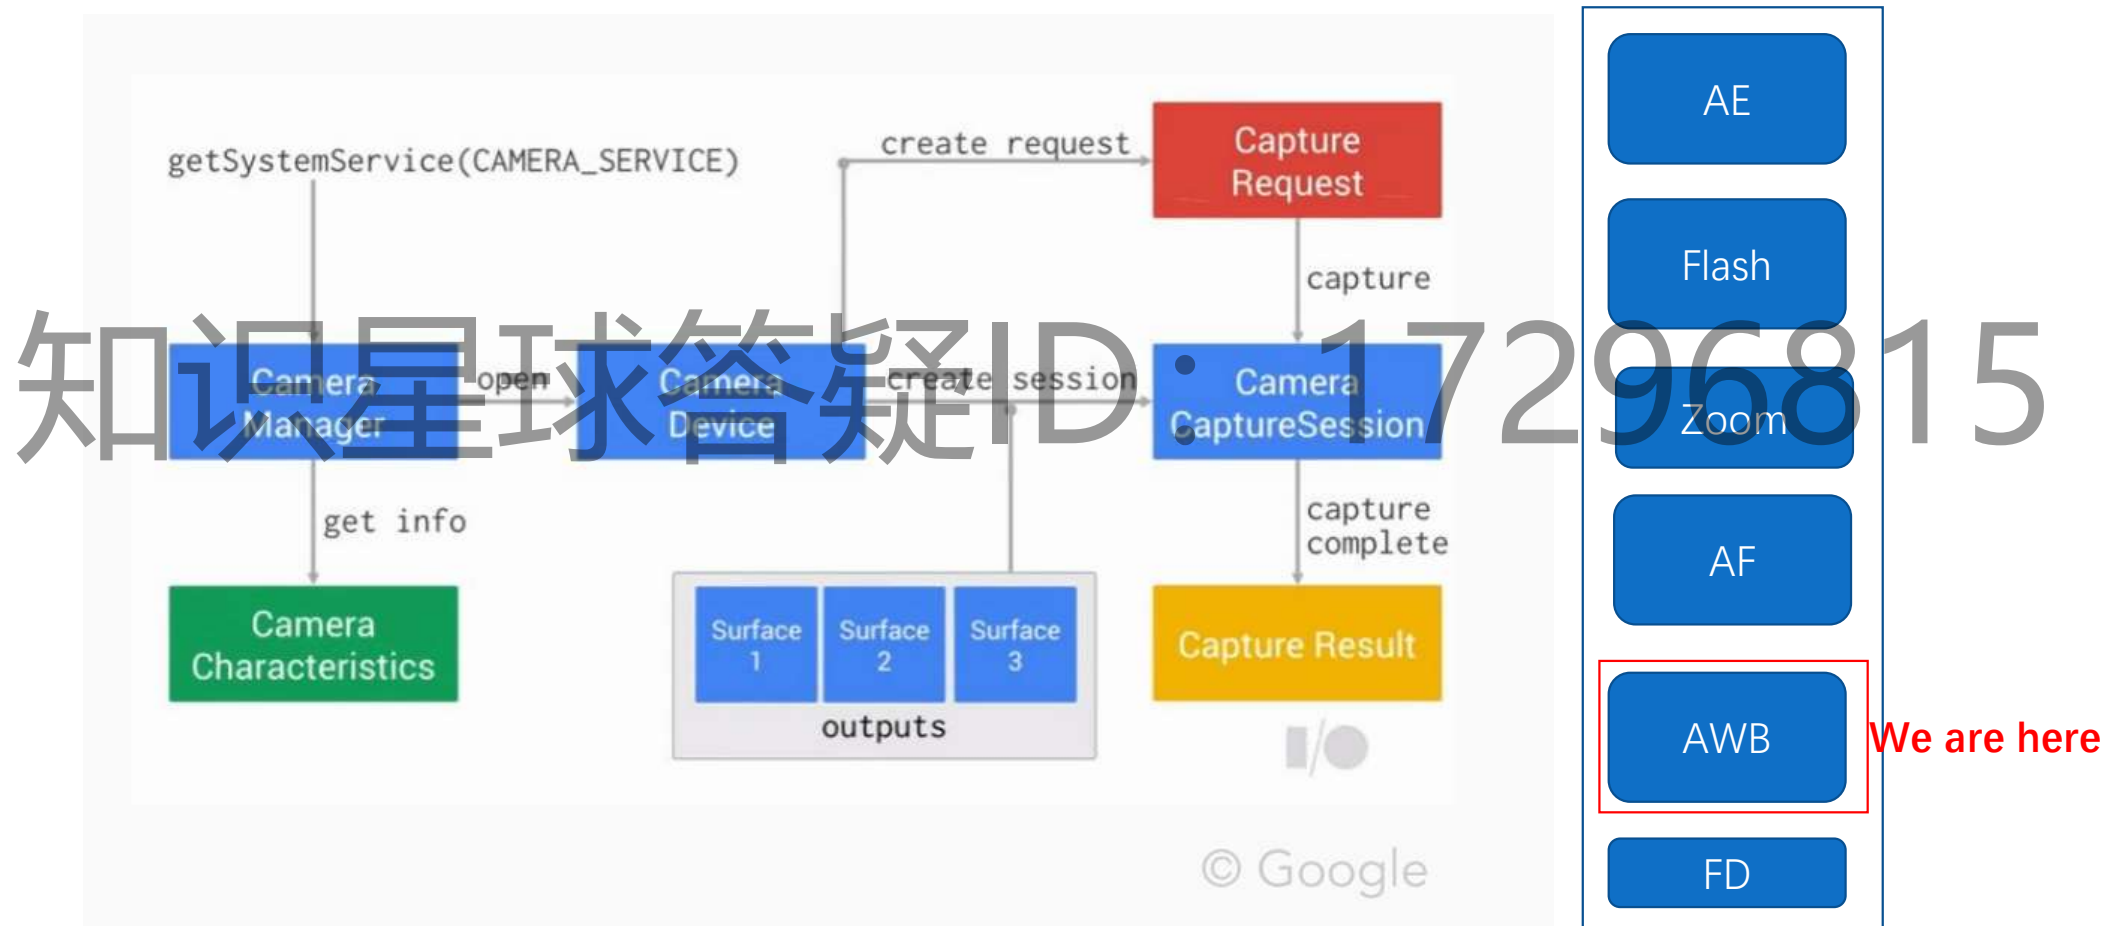 getSystemService(CAMERA_SERVICE)
create request
Capture
Request
capture
Camera
Manager
open
Camera
Device
create session
Camera
CaptureSession
get info
capture
complete
Camera
Characteristics
Surface
1
Surface
2
Surface
3
outputs
Capture Result
I/O
© Google
AE
Flash
Zoom
AF
AWB
We are here
FD
知识星球答疑ID：17296815